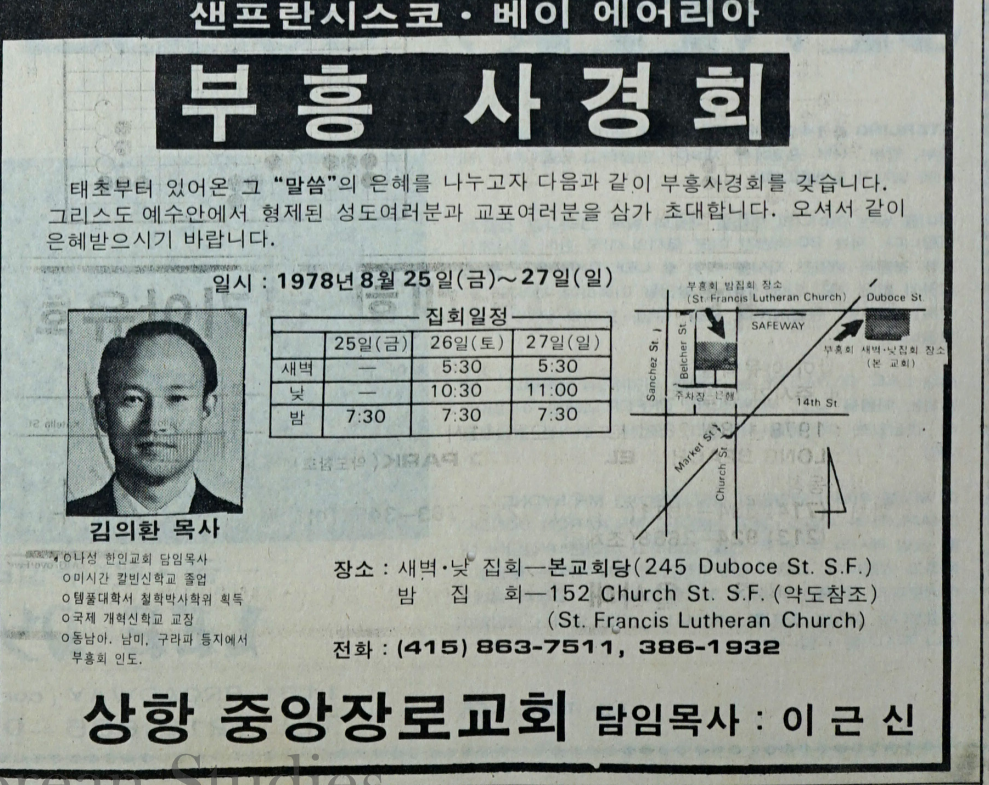 샌프란시스코·베이 에어리아
부흥 사경회
태초부터 있어온 그 "말씀"의 은혜를 나누고자 다음과 같이 부흥사경회를 갖습니다.
그리스도 예수안에서 형제된 성도여러분과 교포여러분을 삼가 초대합니다. 오셔서 같이
은혜받으시기 바랍니다.
일시 : 1978년 8월 25일(금)~27일(일)
집회일정
25일(금) 26일(토) 27일(일)
새벽 — 5:30 5:30
낮 — 10:30 11:00
밤 7:30 7:30 7:30
부흥회 밤집회 장소
(St. Francis Lutheran Church)
Duboce St.
SAFEWAY
Sanchez St.
Belcher St.
부흥회 새벽·낮집회 장소
(본 교회)
주차장 은행
14th St
Market St.
Church St.
김의환 목사
○나성 한인교회 담임목사
○미시간 칼빈신학교 졸업
○템풀대학서 철학박사학위 획득
○국제 개혁신학교 교장
○동남아, 남미, 구라파 등지에서
부흥회 인도.
장소 : 새벽·낮 집회—본교회당(245 Duboce St. S.F.)
밤 집 회—152 Church St. S.F. (약도참조)
(St. Francis Lutheran Church)
전화 : (415) 863-7511, 386-1932
상항 중앙장로교회 담임목사 : 이 근 신
Korean Studies